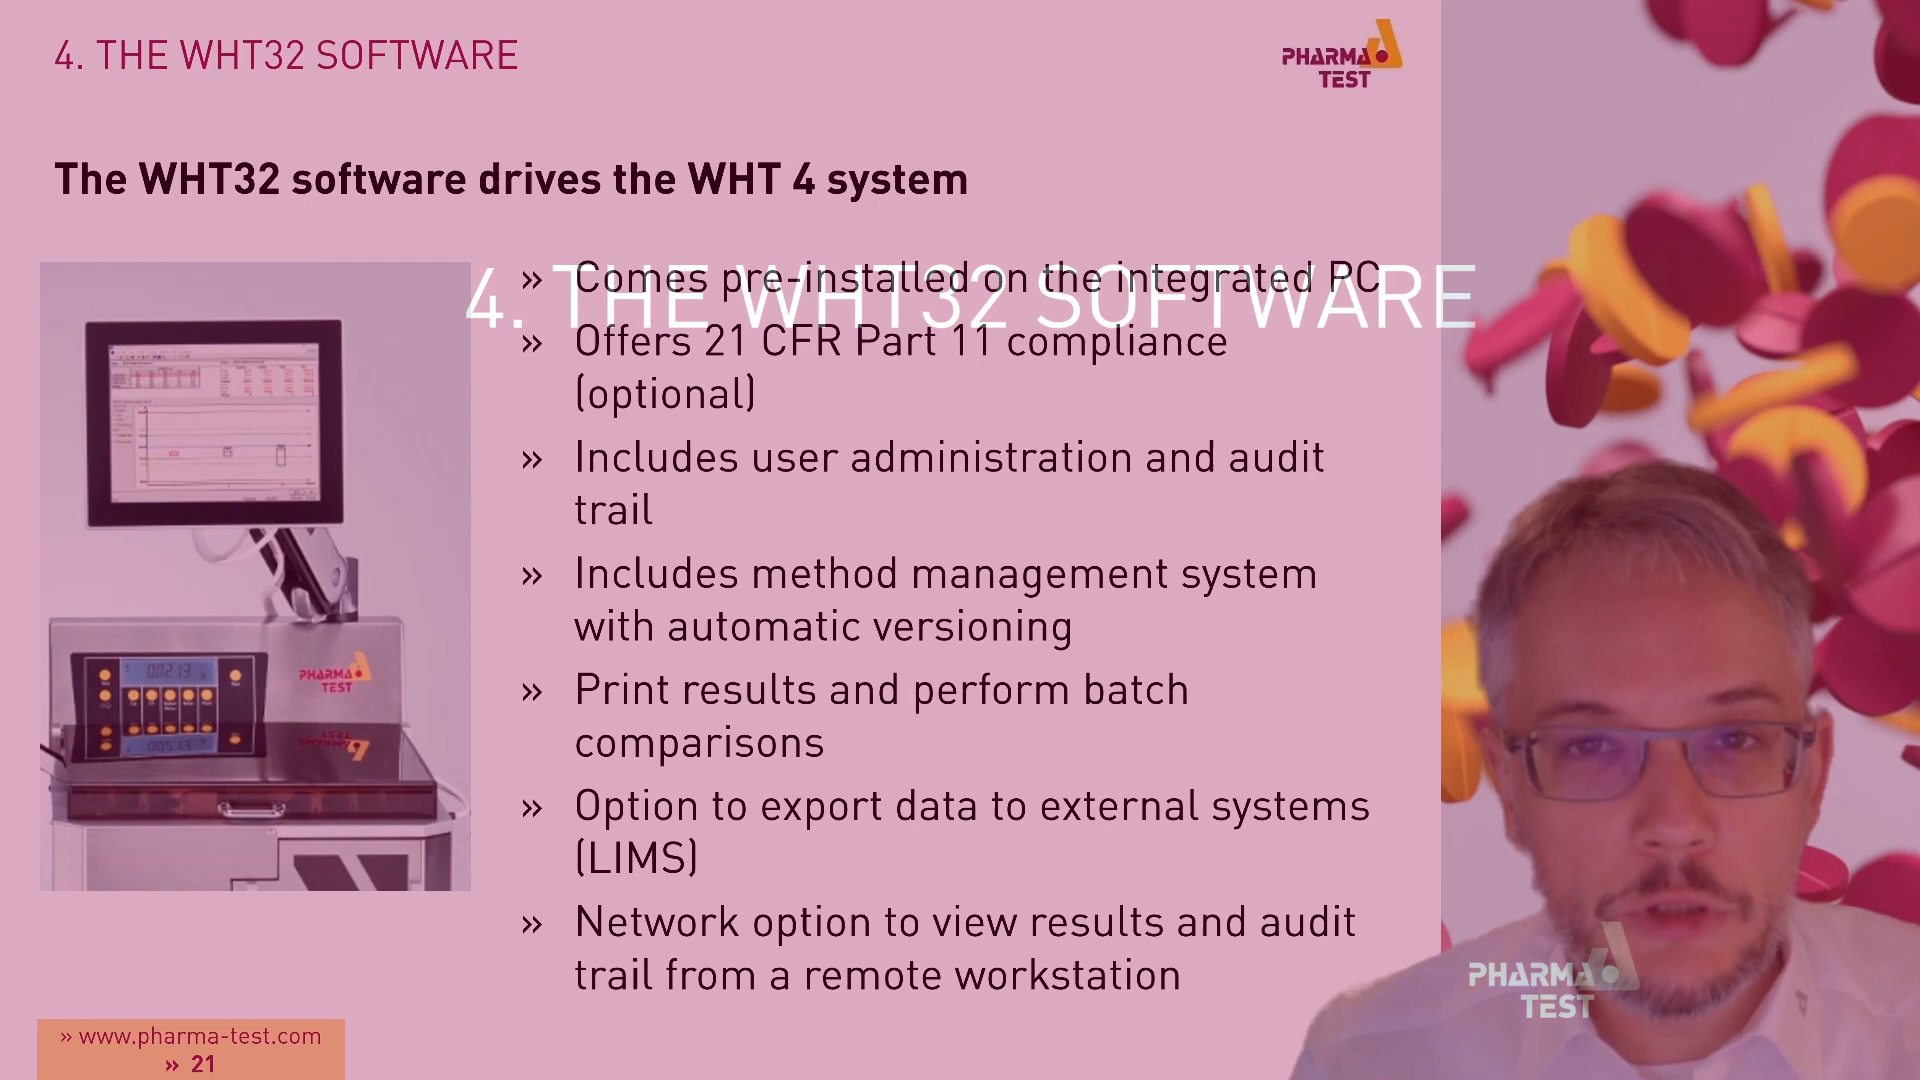 4. THE WHT32 SOFTWARE
PHARMA
TEST
The WHT32 software drives the WHT 4 system
4. THE WHT32 SOFTWARE
» Comes pre-installed on the integrated PC
» Offers 21 CFR Part 11 compliance
(optional)
» Includes user administration and audit
trail
» Includes method management system
with automatic versioning
» Print results and perform batch
comparisons
» Option to export data to external systems
(LIMS)
» Network option to view results and audit
trail from a remote workstation
PHARMA
TEST
PHARMA
TEST
» www.pharma-test.com
» 21